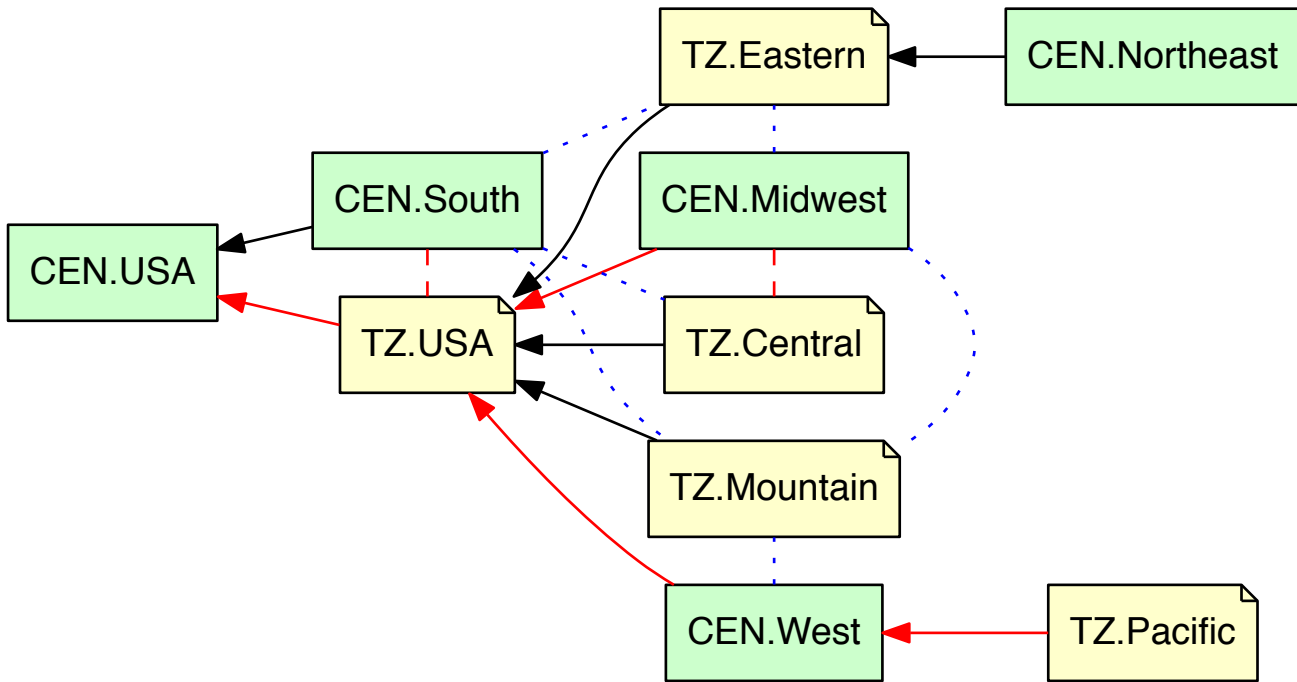 TZ.Eastern
CEN.Northeast
CEN.South
CEN.Midwest
CEN.USA
TZ.USA
TZ.Central
TZ.Mountain
CEN.West
TZ.Pacific